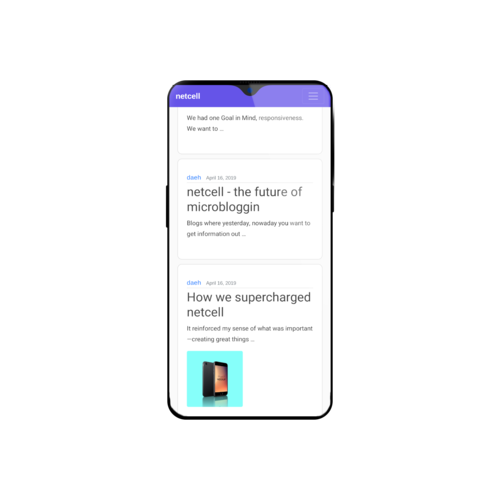 netcell
We had one Goal in Mind, responsiveness.
We want to ...
daeh April 16, 2019
netcell - the future of
microbloggin
Blogs where yesterday, nowaday you want to
get information out ...
daeh April 16, 2019
How we supercharged
netcell
It reinforced my sense of what was important
—creating great things ...